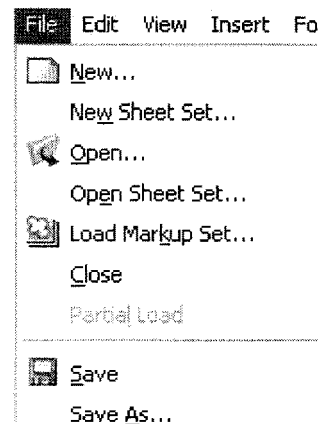 File Edit View Insert Fo
New...
New Sheet Set...
Open...
Open Sheet Set...
Load Markup Set...
Close
Partial Load
Save
Save As...